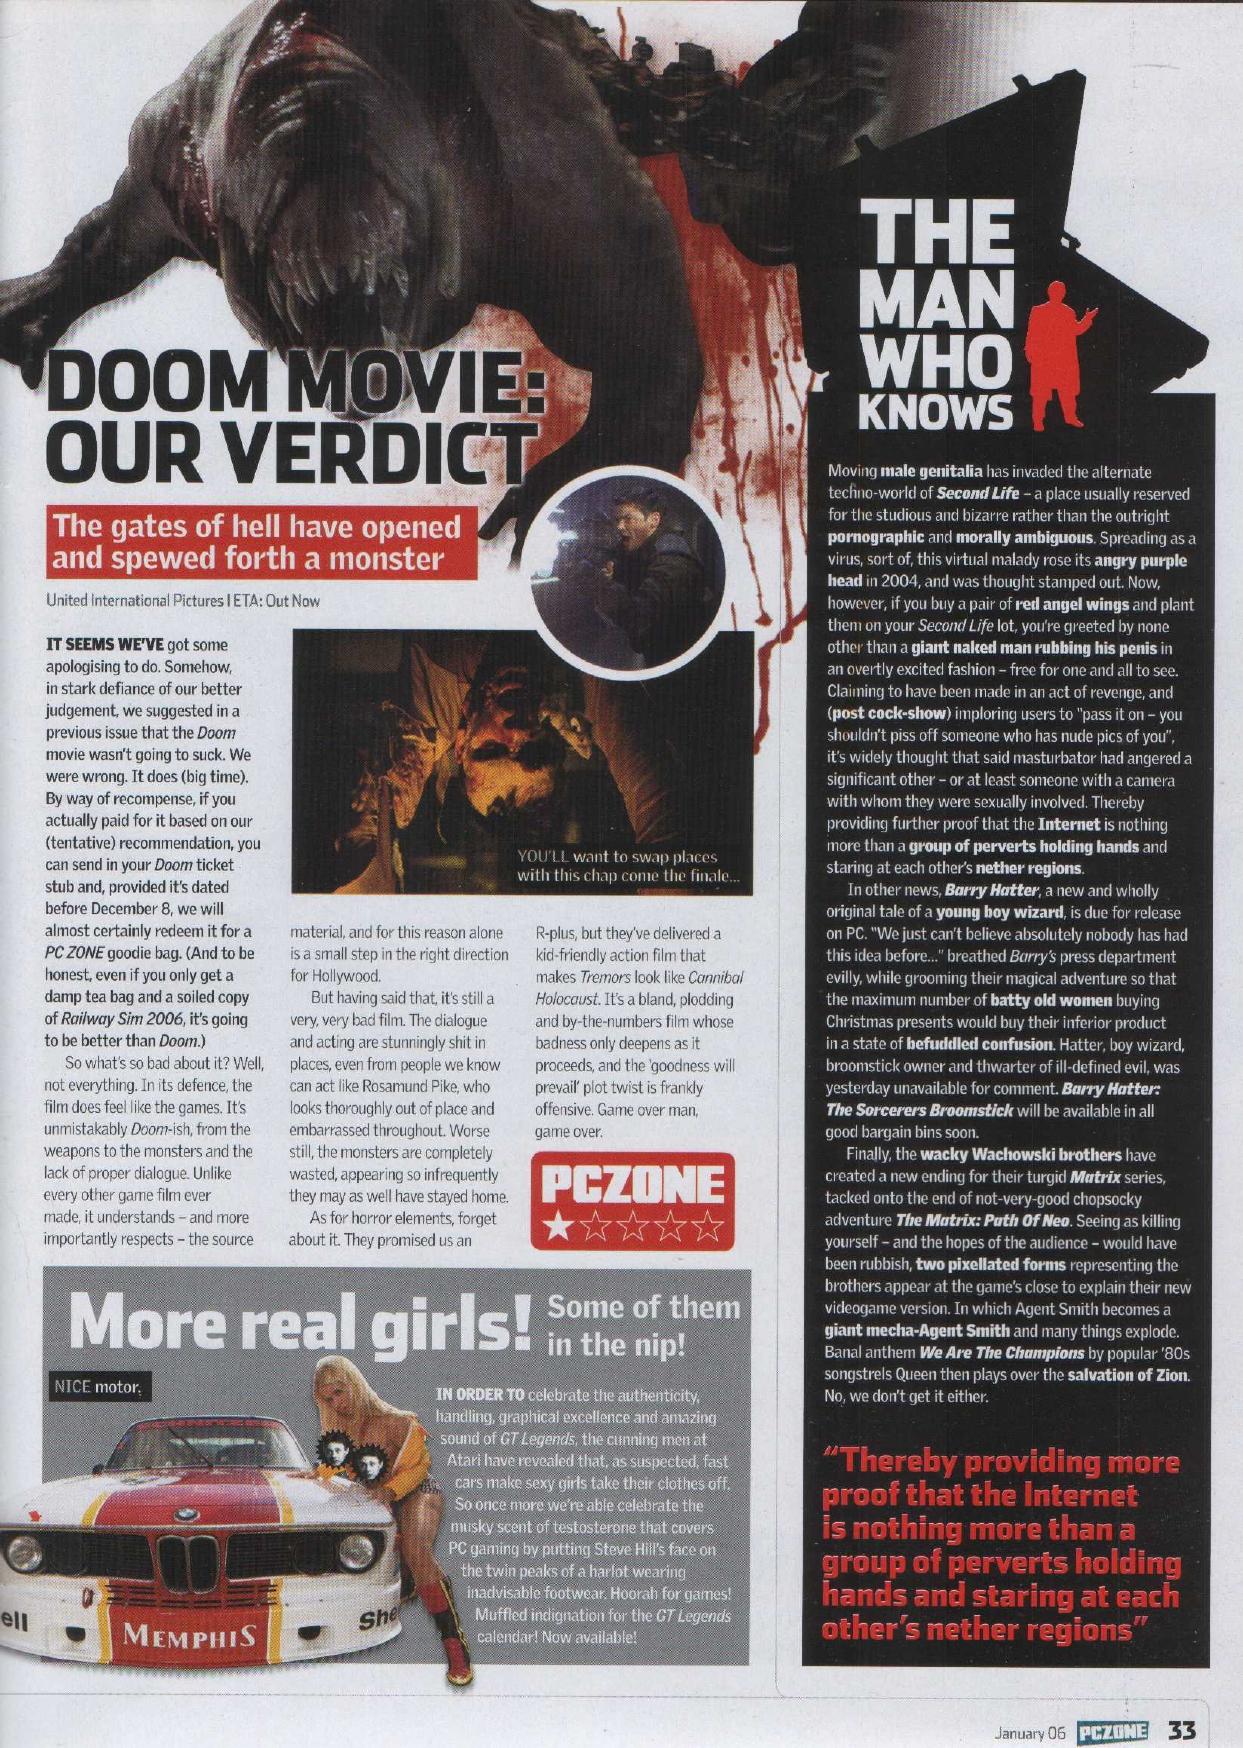 DOOM MOVIE:
OUR VERDICT
The gates of hell have opened
and spewed forth a monster
United International Pictures | ETA: Out Now
IT SEEMS WE'VE got some
apologising to do. Somehow,
in stark defiance of our better
judgement, we suggested in a
previous issue that the Doom
movie wasn't going to suck. We
were wrong. It does (big time).
By way of recompense, if you
actually paid for it based on our
(tentative) recommendation, you
can send in your Doom ticket
stub and, provided it's dated
before December 8, we will
almost certainly redeem it for a
PC ZONE goodie bag. (And to be
honest, even if you only get a
damp tea bag and a soiled copy
of Railway Sim 2006, it's going
to be better than Doom.)
So what's so bad about it? Well,
not everything. In its defence, the
film does feel like the games. It's
unmistakably Doom-ish, from the
weapons to the monsters and the
lack of proper dialogue. Unlike
every other game film ever
made, it understands – and more
importantly respects – the source
YOU'LL want to swap places
with this chap come the finale...
material, and for this reason alone
is a small step in the right direction
for Hollywood.
But having said that, it's still a
very, very bad film. The dialogue
and acting are stunningly shit in
places, even from people we know
can act like Rosamund Pike, who
looks thoroughly out of place and
embarrassed throughout. Worse
still, the monsters are completely
wasted, appearing so infrequently
they may as well have stayed home.
As for horror elements, forget
about it. They promised us an
R-plus, but they've delivered a
kid-friendly action film that
makes Tremors look like Cannibal
Holocaust. It's a bland, plodding
and by-the-numbers film whose
badness only deepens as it
proceeds, and the 'goodness will
prevail' plot twist is frankly
offensive. Game over man,
game over.
PCZONE
More real girls!
Some of them
in the nip!
NICE motor.
IN ORDER TO celebrate the authenticity,
handling, graphical excellence and amazing
sound of GT Legends, the cunning men at
Atari have revealed that, as suspected, fast
cars make sexy girls take their clothes off.
So once more we're able celebrate the
musky scent of testosterone that covers
PC gaming by putting Steve Hill's face on
the twin peaks of a harlot wearing
inadvisable footwear. Hoorah for games!
Muffled indignation for the GT Legends
calendar! Now available!
ell
MEMPHIS
She
THE
MAN
WHO
KNOWS
Moving male genitalia has invaded the alternate
techno-world of Second Life – a place usually reserved
for the studious and bizarre rather than the outright
pornographic and morally ambiguous. Spreading as a
virus, sort of, this virtual malady rose its angry purple
head in 2004, and was thought stamped out. Now,
however, if you buy a pair of red angel wings and plant
them on your Second Life lot, you're greeted by none
other than a giant naked man rubbing his penis in
an overtly excited fashion – free for one and all to see.
Claiming to have been made in an act of revenge, and
(post cock-show) imploring users to "pass it on – you
shouldn't piss off someone who has nude pics of you",
it's widely thought that said masturbator had angered a
significant other – or at least someone with a camera
with whom they were sexually involved. Thereby
providing further proof that the Internet is nothing
more than a group of perverts holding hands and
staring at each other's nether regions.
In other news, Barry Hatter, a new and wholly
original tale of a young boy wizard, is due for release
on PC. "We just can't believe absolutely nobody has had
this idea before..." breathed Barry's press department
evilly, while grooming their magical adventure so that
the maximum number of batty old women buying
Christmas presents would buy their inferior product
in a state of befuddled confusion. Hatter, boy wizard,
broomstick owner and thwarter of ill-defined evil, was
yesterday unavailable for comment. Barry Hatter:
The Sorcerers Broomstick will be available in all
good bargain bins soon.
Finally, the wacky Wachowski brothers have
created a new ending for their turgid Matrix series,
tacked onto the end of not-very-good chopsocky
adventure The Matrix: Path Of Neo. Seeing as killing
yourself – and the hopes of the audience – would have
been rubbish, two pixellated forms representing the
brothers appear at the game's close to explain their new
videogame version. In which Agent Smith becomes a
giant mecha-Agent Smith and many things explode.
Banal anthem We Are The Champions by popular '80s
songstrels Queen then plays over the salvation of Zion.
No, we don't get it either.
"Thereby providing more
proof that the Internet
is nothing more than a
group of perverts holding
hands and staring at each
other's nether regions"
January 06 PCZONE 33